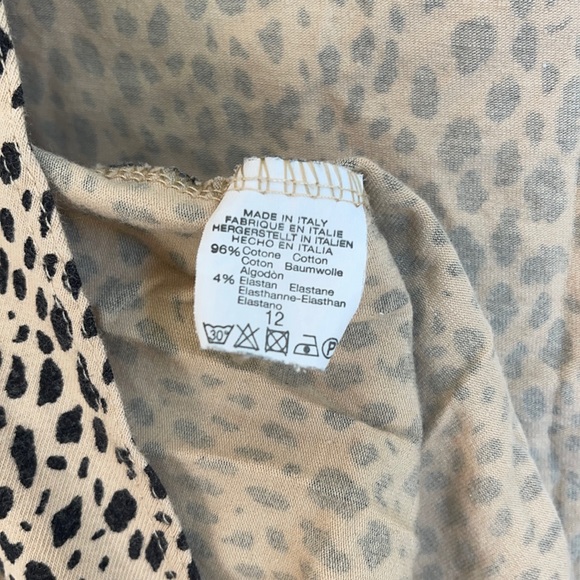 MADE IN ITALY
FABRIQUE EN ITALIE
HERGERSTELLT IN ITALIEN
HECHO EN ITALIA
96% Cotone Cotton
Coton Baumwolle
Algodòn
4% Elastan Elastane
Elasthanne-Elasthan
Elastano
12
30° P